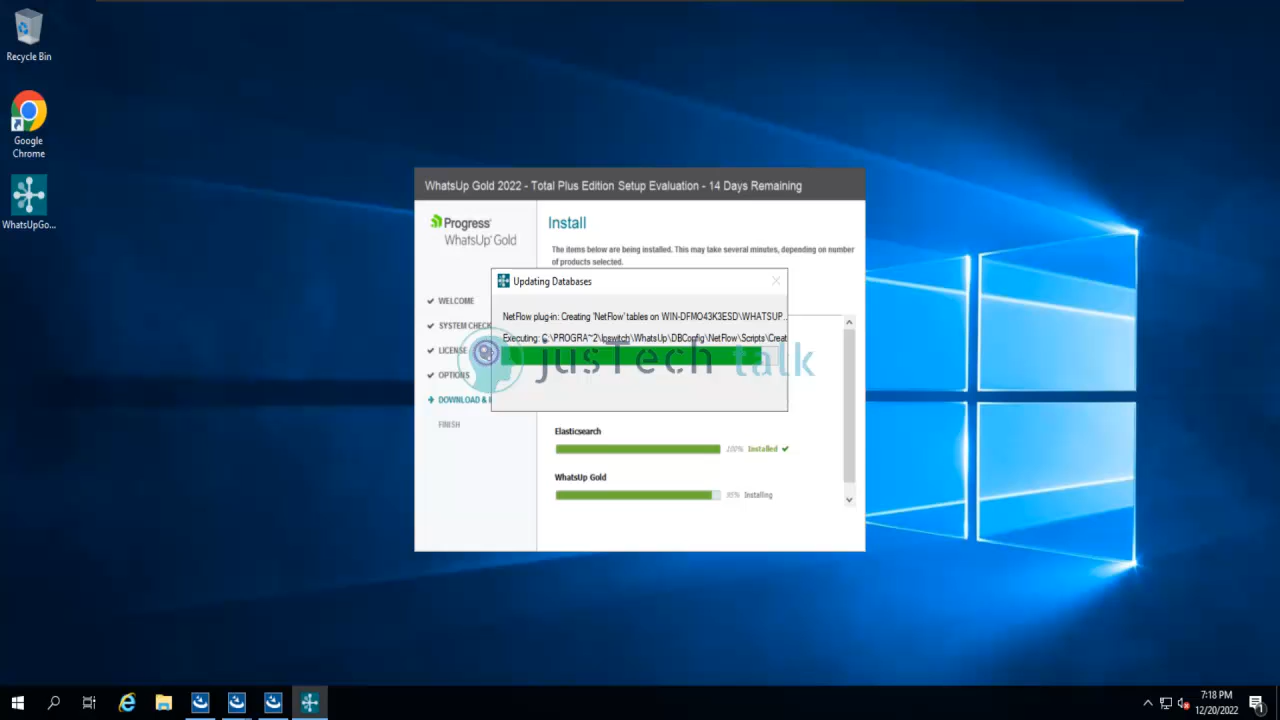 Recycle Bin
Google
Chrome
WhatsUpGo...
WhatsUp Gold 2022 - Total Plus Edition Setup Evaluation - 14 Days Remaining
Progress
WhatsUp Gold
Install
The items below are being installed. This may take several minutes, depending on number
of products selected.
WELCOME
SYSTEM CHECK
LICENSE
OPTIONS
DOWNLOAD &
FINISH
Updating Databases
NetFlow plug-in: Creating 'NetFlow' tables on WIN-DFMO43K3ESD\WHATSUP...
Executing: C:\PROGRA~2\Ipswitch\WhatsUp\DBConfig\NetFlow\Scripts\Creat
jusTech talk
Elasticsearch
100% Installed
WhatsUp Gold
95% Installing
7:18 PM
12/20/2022
1